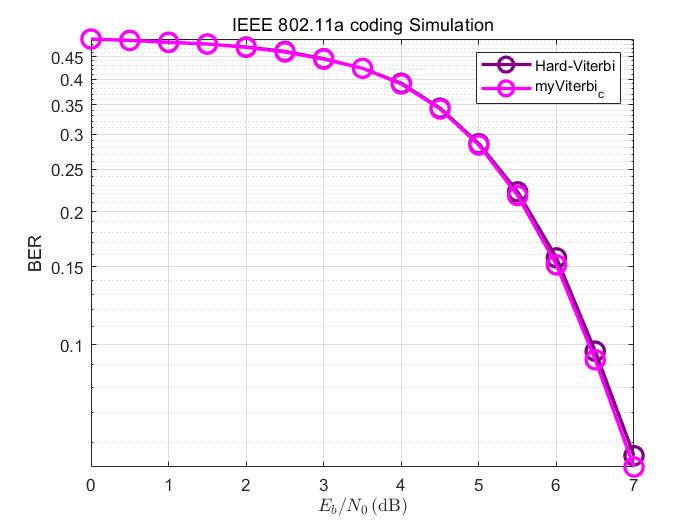 IEEE 802.11a coding Simulation
Hard-Viterbi
myViterbi_c
BER
0.45
0.4
0.35
0.3
0.25
0.2
0.15
0.1
0 1 2 3 4 5 6 7
E_b/N_0 (dB)